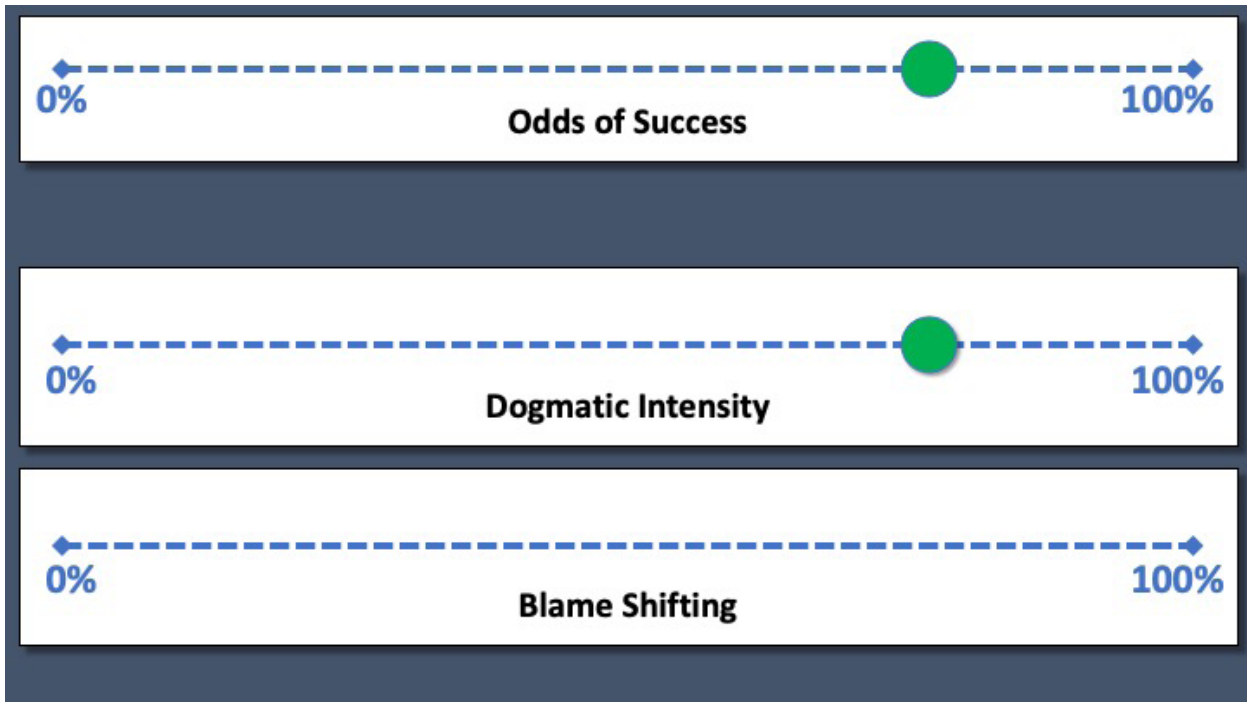 0% 100%
Odds of Success
0% 100%
Dogmatic Intensity
0% 100%
Blame Shifting